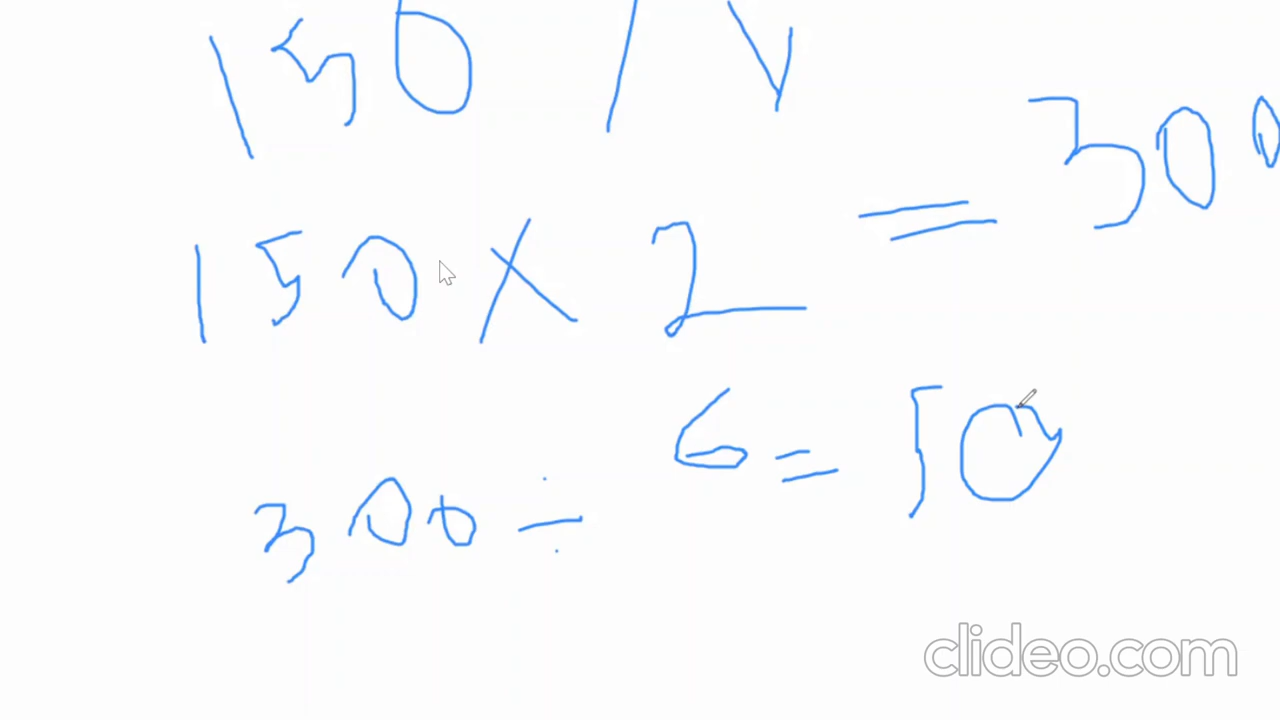 150 / V
150 × 2 = 300
300 ÷ 6 = 50
clideo.com